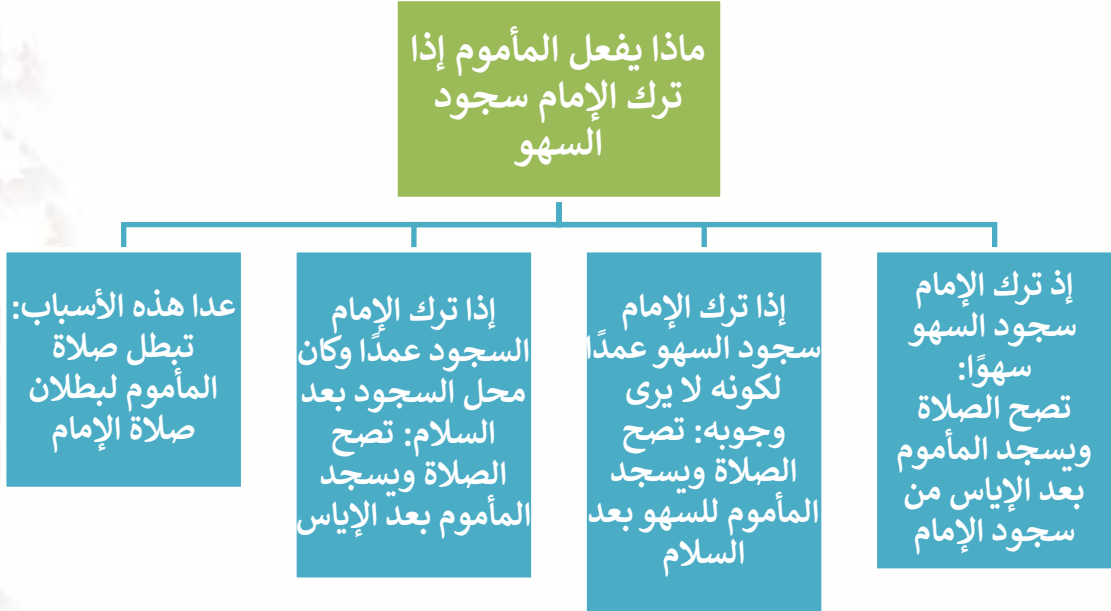 ماذا يفعل المأموم إذا
ترك الإمام سجود
السهو
إذ ترك الإمام
سجود السهو
سهوًا:
تصح الصلاة
ويسجد المأموم
بعد الإياس من
سجود الإمام
إذا ترك الإمام
سجود السهو عمدًا
لكونه لا يرى
وجوبه: تصح
الصلاة ويسجد
المأموم للسهو بعد
السلام
إذا ترك الإمام
السجود عمدًا وكان
محل السجود بعد
السلام: تصح
الصلاة ويسجد
المأموم بعد الإياس
عدا هذه الأسباب:
تبطل صلاة
المأموم لبطلان
صلاة الإمام